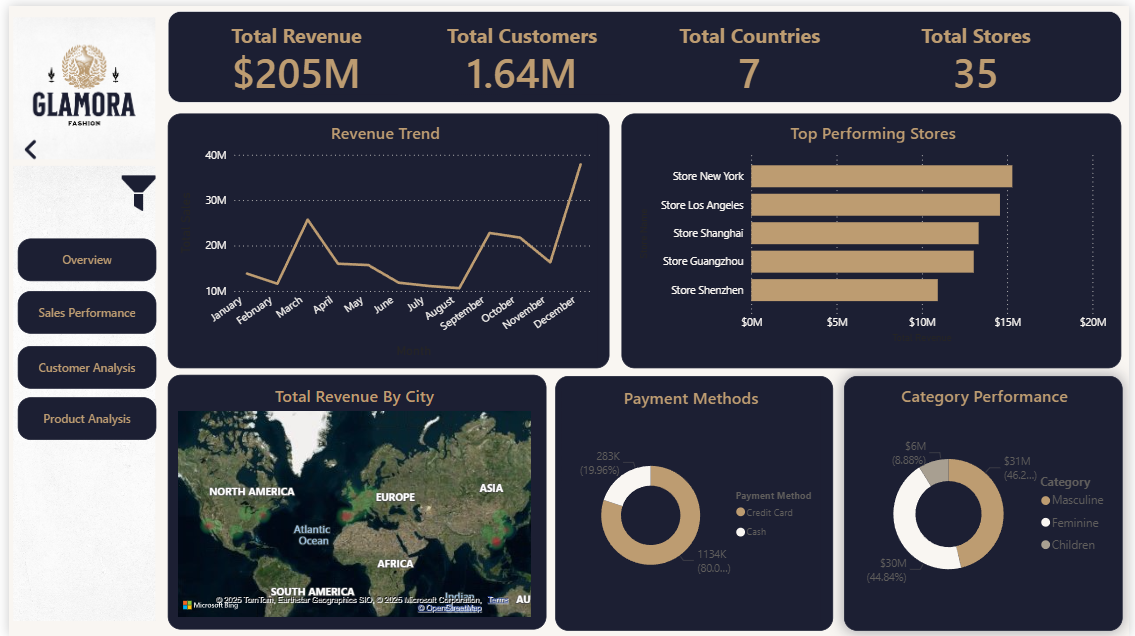 GLAMORA
FASHION
Total Revenue
$205M
Total Customers
1.64M
Total Countries
7
Total Stores
35
Overview
Sales Performance
Customer Analysis
Product Analysis
Revenue Trend
40M
30M
20M
10M
January
February
March
April
May
June
July
August
September
October
November
December
Top Performing Stores
Store New York
Store Los Angeles
Store Shanghai
Store Guangzhou
Store Shenzhen
$0M
$5M
$10M
$15M
$20M
Total Revenue By City
NORTH AMERICA
EUROPE
ASIA
Atlantic
Ocean
AFRICA
SOUTH AMERICA
Indian
AU
Microsoft Bing
© 2025 TomTom, Earthstar Geographics SIO, © 2025 Microsoft Corporation, Terms
© OpenStreetMap
Payment Methods
283K
(19.96%)
1134K
(80.0...)
Payment Method
Credit Card
Cash
Category Performance
$6M
(8.88%)
$31M
(46.2...)
$30M
(44.84%)
Category
Masculine
Feminine
Children